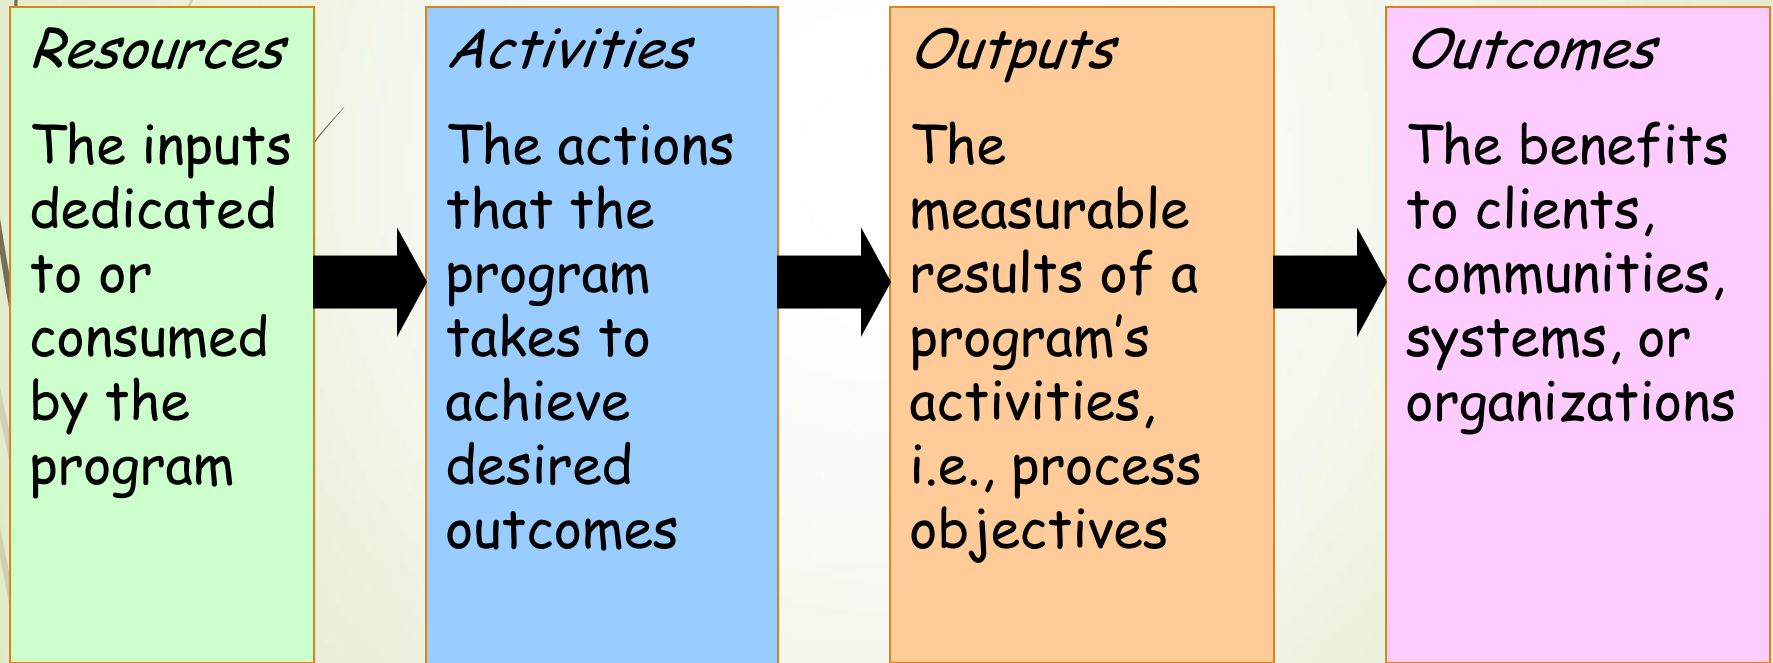 Resources
The inputs
dedicated
to or
consumed
by the
program
Activities
The actions
that the
program
takes to
achieve
desired
outcomes
Outputs
The
measurable
results of a
program’s
activities,
i.e., process
objectives
Outcomes
The benefits
to clients,
communities,
systems, or
organizations